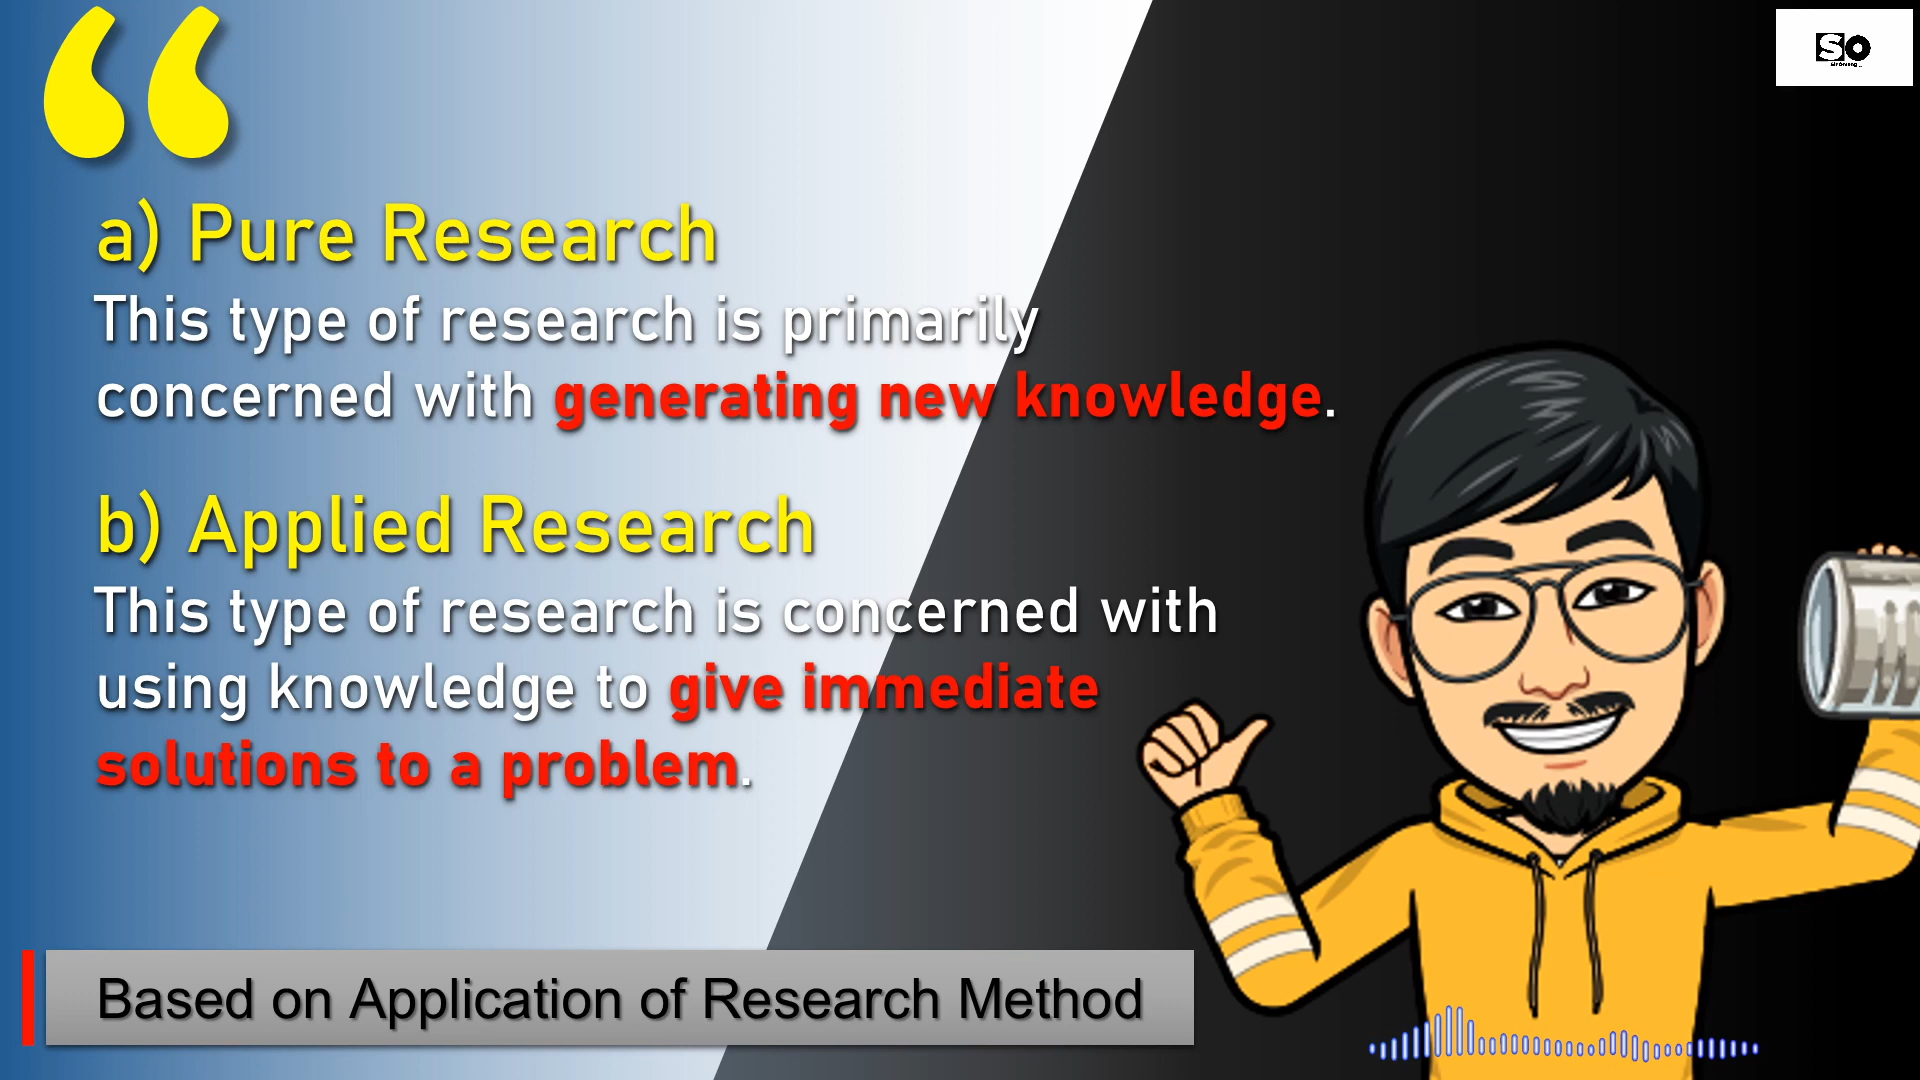 SO
a) Pure Research
This type of research is primarily
concerned with generating new knowledge.
b) Applied Research
This type of research is concerned with
using knowledge to give immediate
solutions to a problem.
Based on Application of Research Method